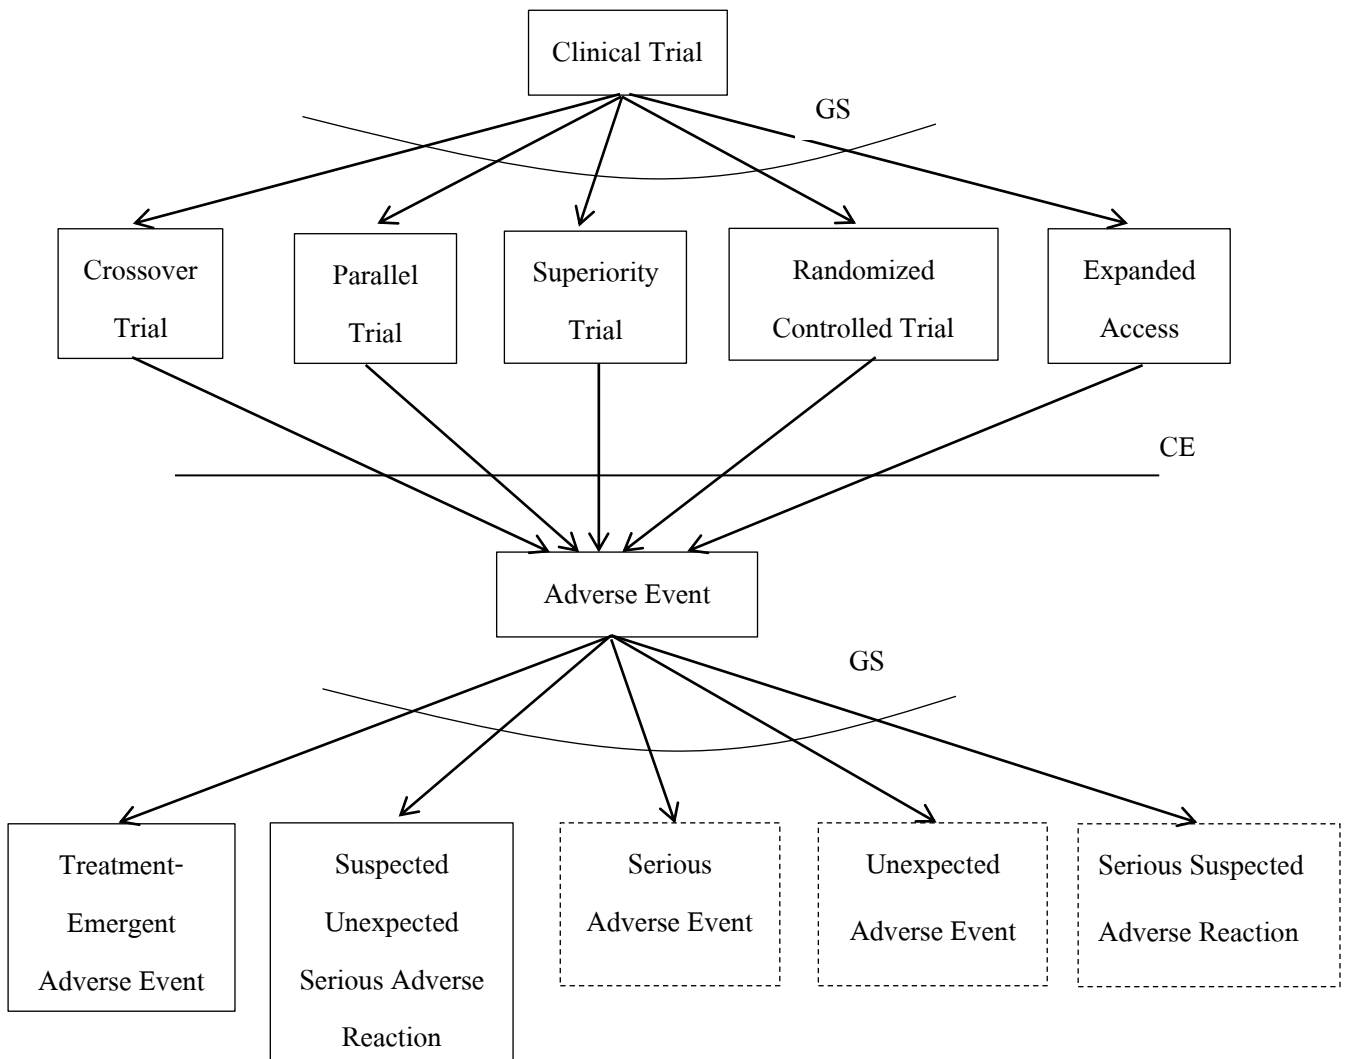 Clinical Trial
GS
Crossover
Trial
Parallel
Trial
Superiority
Trial
Randomized
Controlled Trial
Expanded
Access
CE
Adverse Event
GS
Treatment-
Emergent
Adverse Event
Suspected
Unexpected
Serious Adverse
Reaction
Serious
Adverse Event
Unexpected
Adverse Event
Serious Suspected
Adverse Reaction